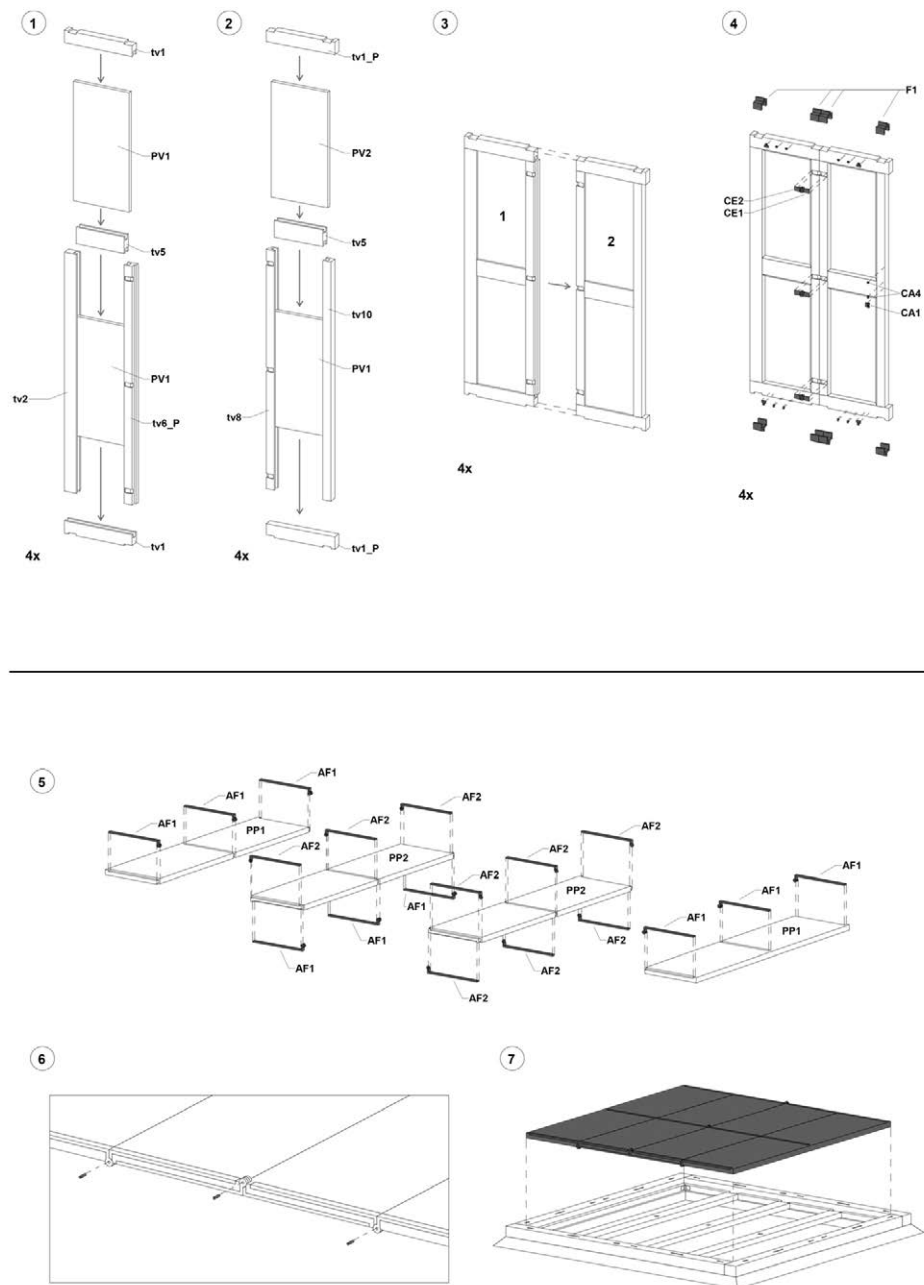 1
tv1
PV1
tv5
PV1
tv2
tv6_P
tv1
4x
2
tv1_P
PV2
tv5
tv10
PV1
tv8
tv1_P
4x
3
1
2
4x
4
F1
CE2
CE1
CA4
CA1
4x
5
AF1
AF1
AF1
PP1
AF2
AF2
AF2
PP2
AF1
AF1
AF1
AF2
AF2
AF2
PP2
AF2
AF2
AF2
AF1
AF1
AF1
PP1
6
7